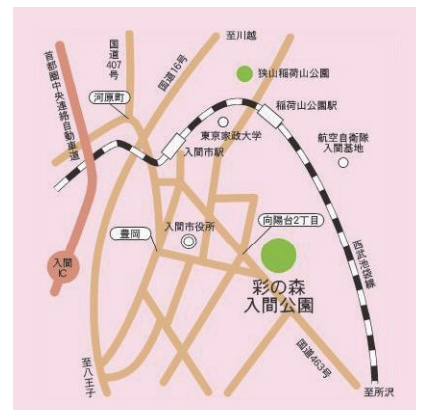 至川越
国道407号
国道16号
狭山稲荷山公園
首都圏中央連絡自動車道
河原町
稲荷山公園駅
東京家政大学
入間市駅
航空自衛隊
入間基地
向陽台2丁目
入間市役所
豊岡
西武池袋線
入間
IC
彩の森
入間公園
国道463号
至八王子
至所沢